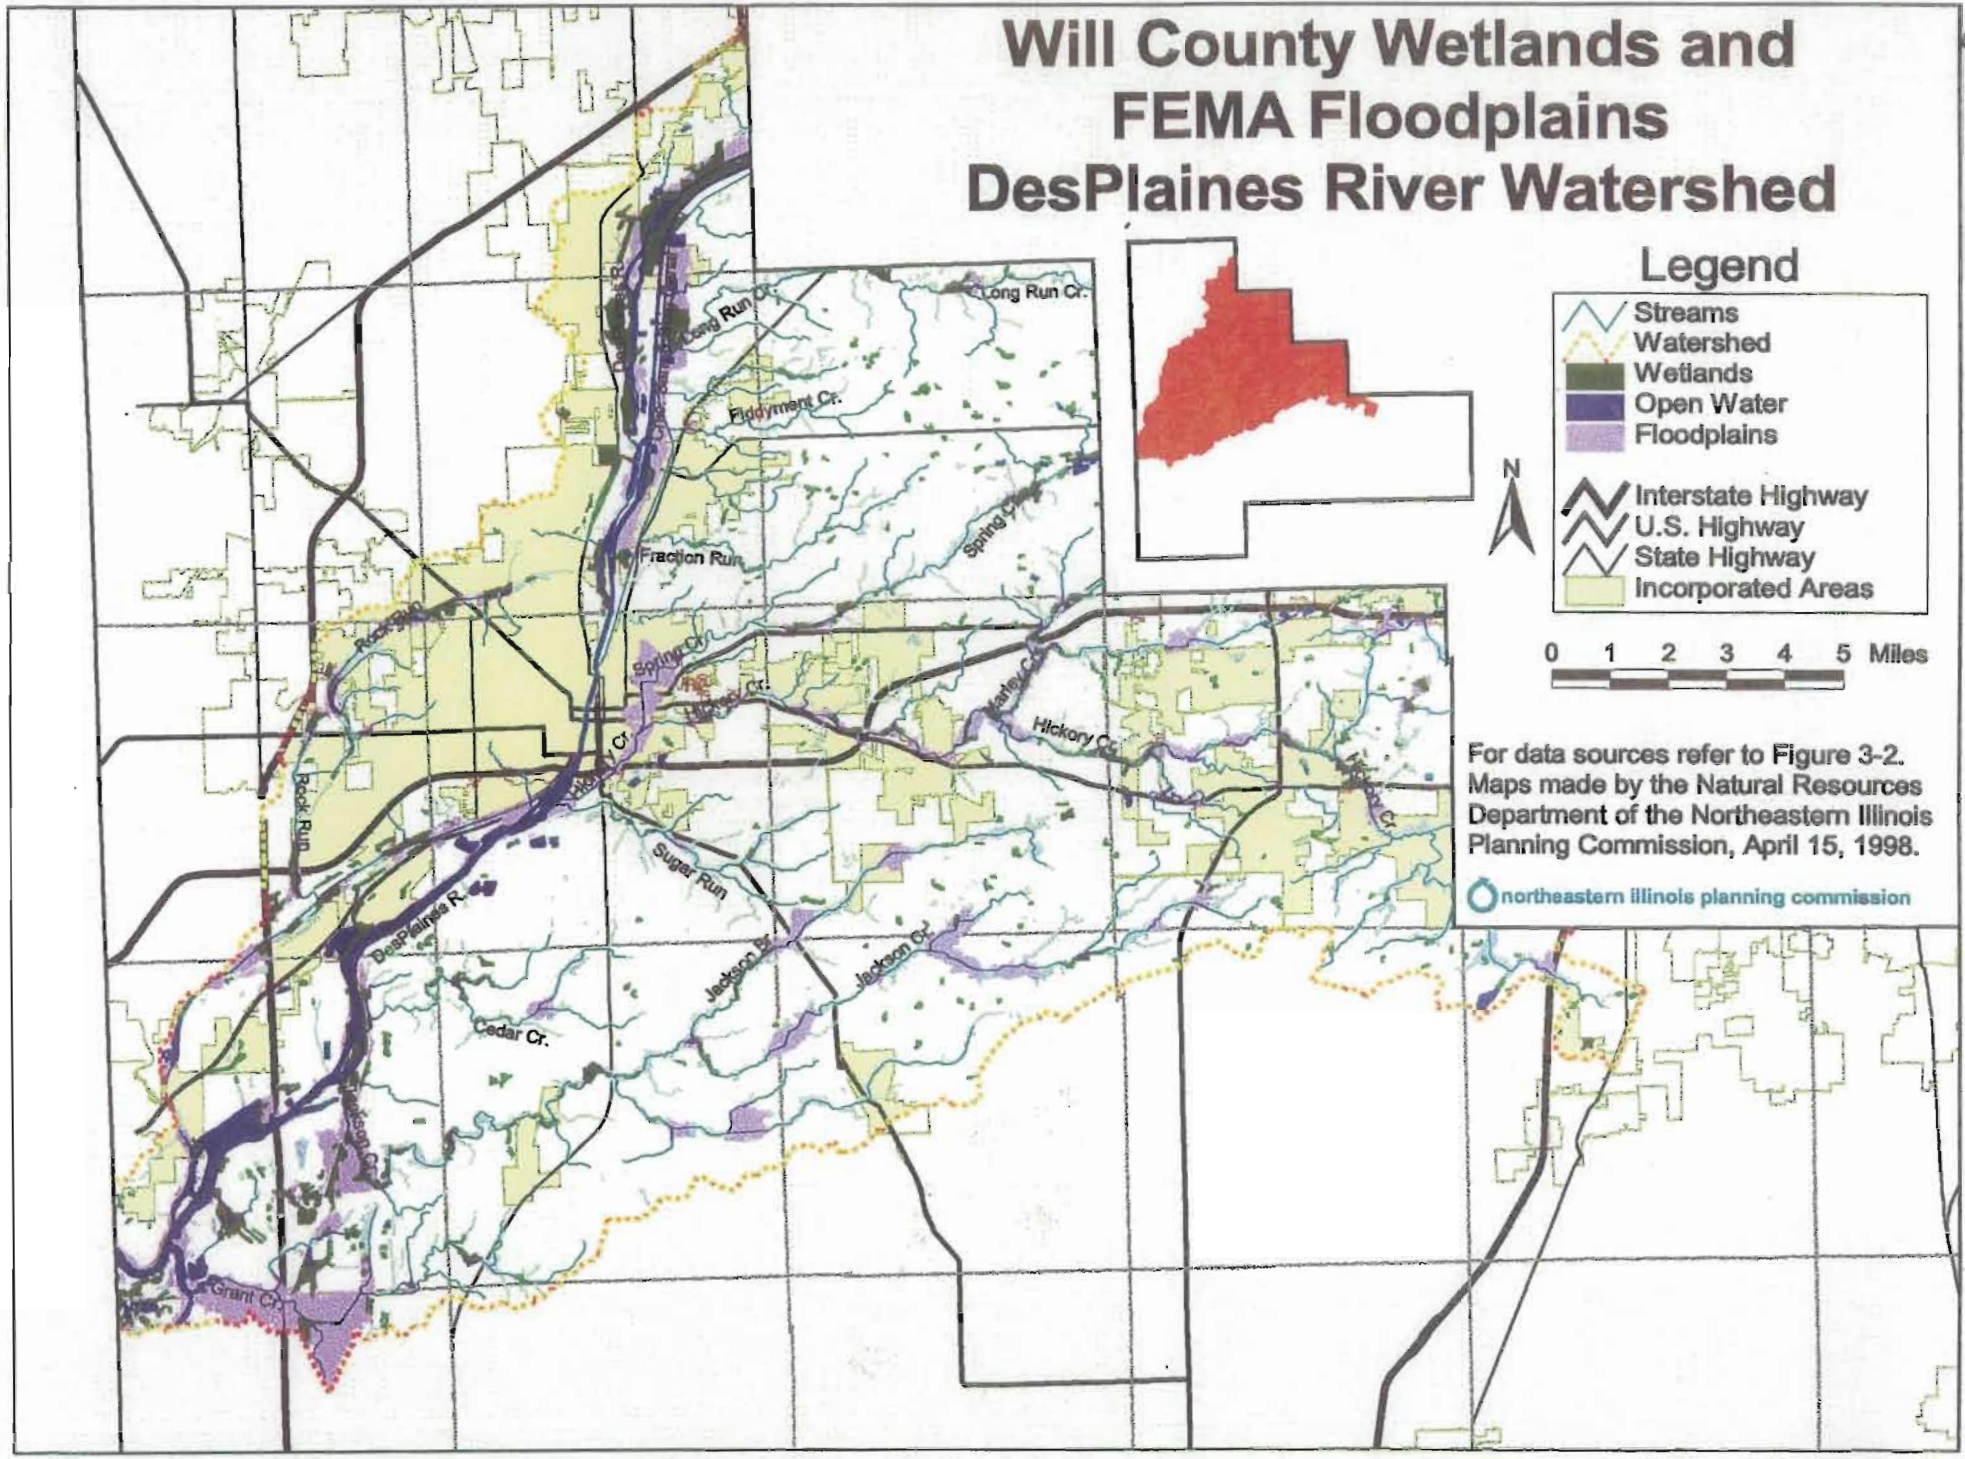 Will County Wetlands and
FEMA Floodplains
DesPlaines River Watershed
Legend
Streams
Watershed
Wetlands
Open Water
Floodplains
Interstate Highway
U.S. Highway
State Highway
Incorporated Areas
N
0 1 2 3 4 5 Miles
For data sources refer to Figure 3-2.
Maps made by the Natural Resources
Department of the Northeastern Illinois
Planning Commission, April 15, 1998.
northeastern illinois planning commission
Long Run Cr.
Long Run Cr.
Fiddyment Cr.
Spring Cr.
Fraction Run
Rock Run
Spring Cr.
Hickory Cr.
Marley Cr.
Hickory Cr.
Hickory Cr.
Hickory Cr.
Rock Run
Sugar Run
DesPlaines R.
Jackson Br.
Jackson Cr.
Cedar Cr.
Jackson Cr.
Grant Cr.